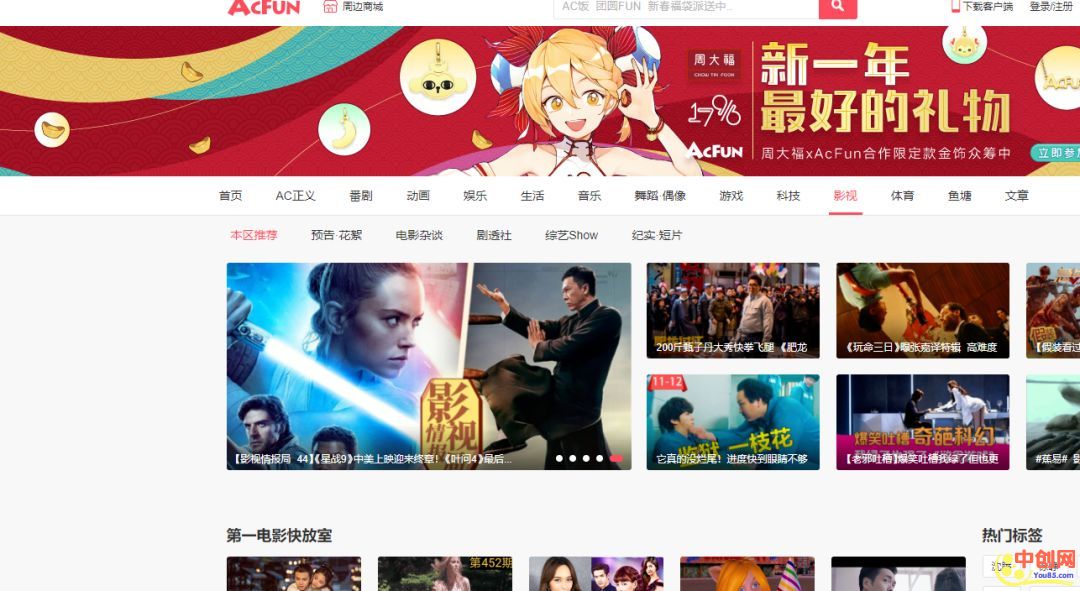 AcFUN
周边商城
AC饭 团圆FUN 新春福袋派送中..
下载客户端
登录/注册
周大福
CHOW TAI FOOK
新一年
最好的礼物
17%
AcFUN
周大福xAcFun合作限定款金饰众筹中
立即参
首页 AC正义 番剧 动画 娱乐 生活 音乐 舞蹈·偶像 游戏 科技 影视 体育 鱼塘 文章
本区推荐 预告·花絮 电影杂谈 剧透社 综艺Show 纪实·短片
影视
【影视情报局 44】《星战9》中美上映迎来终章!《叶问4》最后...
200斤甄子丹大秀快拳飞腿 《肥龙
《玩命三日》曝张嘉译特辑 高难度
【假装看过
11-12
监狱 一枝花
它真的没烂尾!进度快到眼睛不够
爆笑吐槽 奇葩科幻
【老邪吐槽】爆笑吐槽我绿了但也更
#蕉易#
第一电影快放室
热门标签
第452期
中创网
You85.com